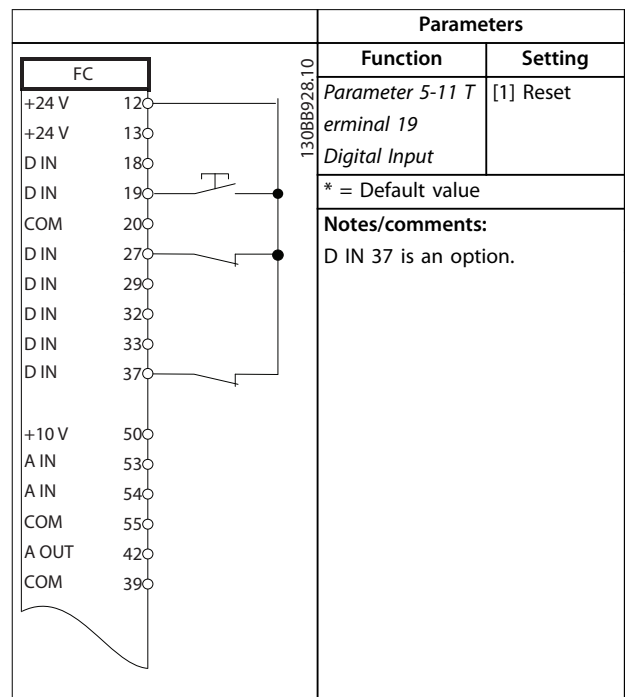 FC
+24 V 12
+24 V 13
D IN 18
D IN 19
COM 20
D IN 27
D IN 29
D IN 32
D IN 33
D IN 37
+10 V 50
A IN 53
A IN 54
COM 55
A OUT 42
COM 39
130BB928.10
Parameters
Function Setting
Parameter 5-11 T [1] Reset
erminal 19
Digital Input
* = Default value
Notes/comments:
D IN 37 is an option.